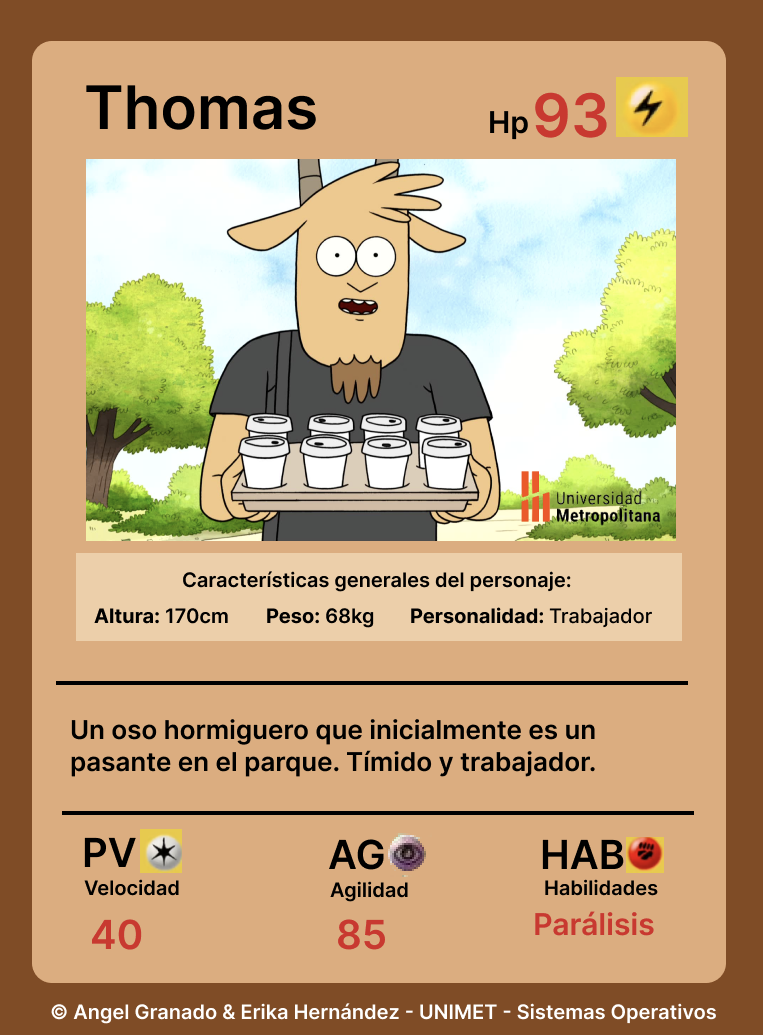 Thomas
Hp 93
Universidad
Metropolitana
Características generales del personaje:
Altura: 170cm Peso: 68kg Personalidad: Trabajador
Un oso hormiguero que inicialmente es un
pasante en el parque. Tímido y trabajador.
PV AG HAB
Velocidad Agilidad Habilidades
40 85 Parálisis
© Angel Granado & Erika Hernández - UNIMET - Sistemas Operativos